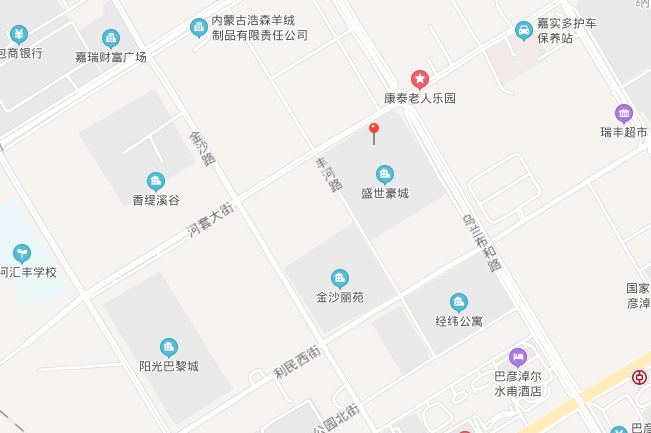 纳
嘉实多护车
保养站
内蒙古浩森羊绒
制品有限责任公司
包商银行
嘉瑞财富广场
康泰老人乐园
瑞丰超市
金沙路
丰河路
盛世豪城
香缇溪谷
河套大街
乌兰布和路
河汇丰学校
金沙丽苑
国家
彦淖
经纬公寓
阳光巴黎城
利民西街
巴彦淖尔
水甫酒店
公园北街
巴彦